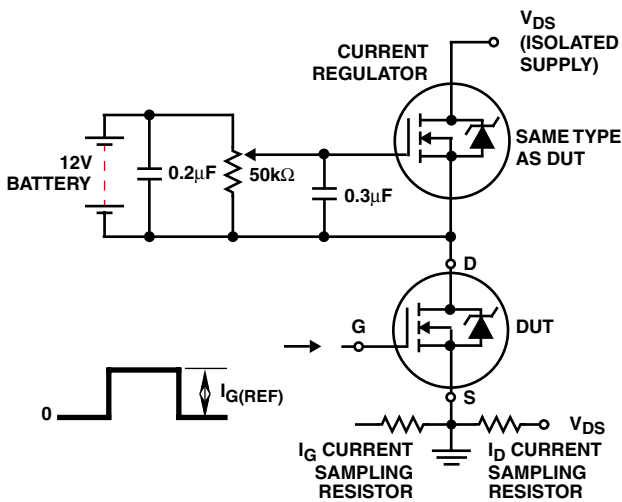 V_DS
(ISOLATED
SUPPLY)
CURRENT
REGULATOR
SAME TYPE
AS DUT
12V
BATTERY
0.2μF
50kΩ
0.3μF
D
G
DUT
I_G(REF)
0
S
V_DS
I_G CURRENT
SAMPLING
RESISTOR
I_D CURRENT
SAMPLING
RESISTOR